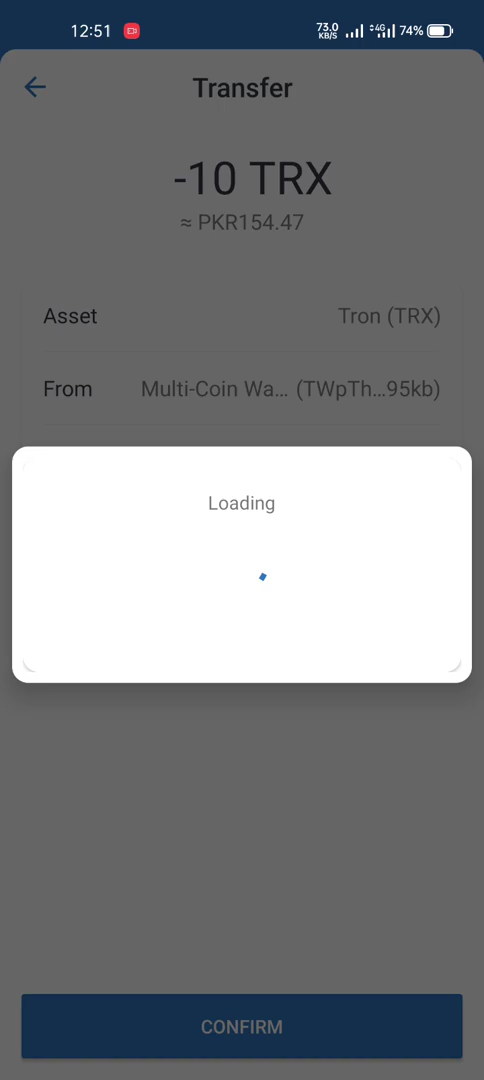 12:51 73.0 KB/S 4G 74%
Transfer
-10 TRX
≈ PKR154.47
Asset Tron (TRX)
From Multi-Coin Wa... (TWpTh...95kb)
Loading
CONFIRM